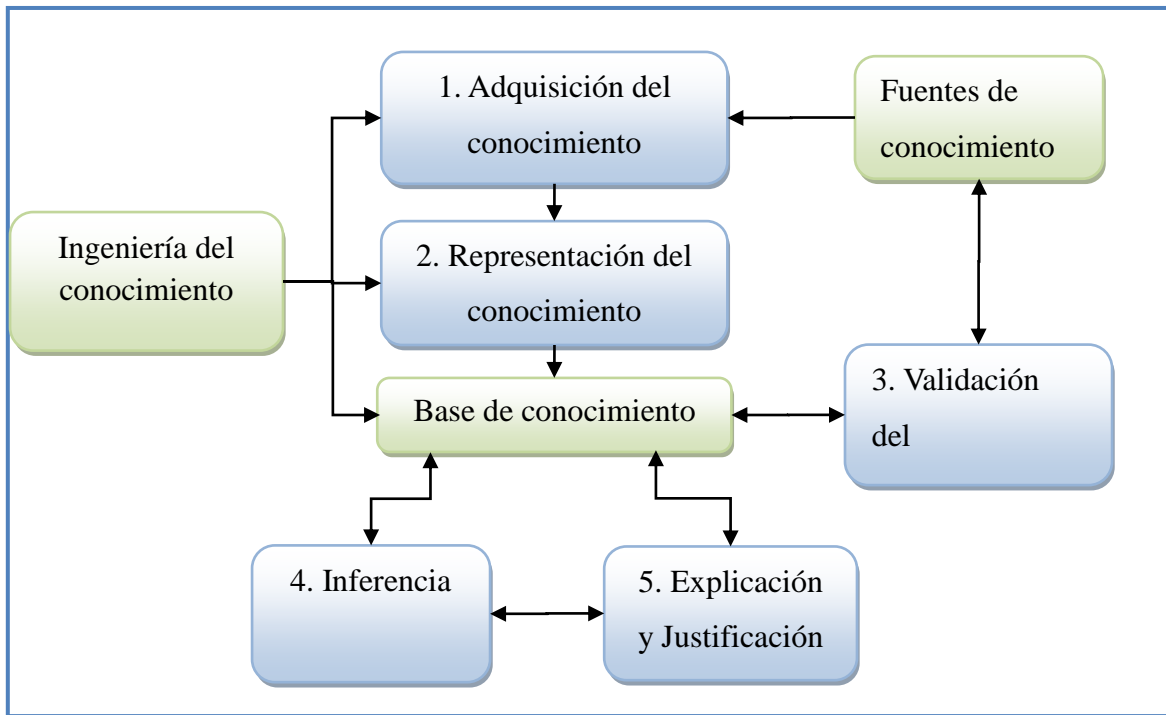 1. Adquisición del
conocimiento
Fuentes de
conocimiento
Ingeniería del
conocimiento
2. Representación del
conocimiento
3. Validación
del
Base de conocimiento
4. Inferencia
5. Explicación
y Justificación